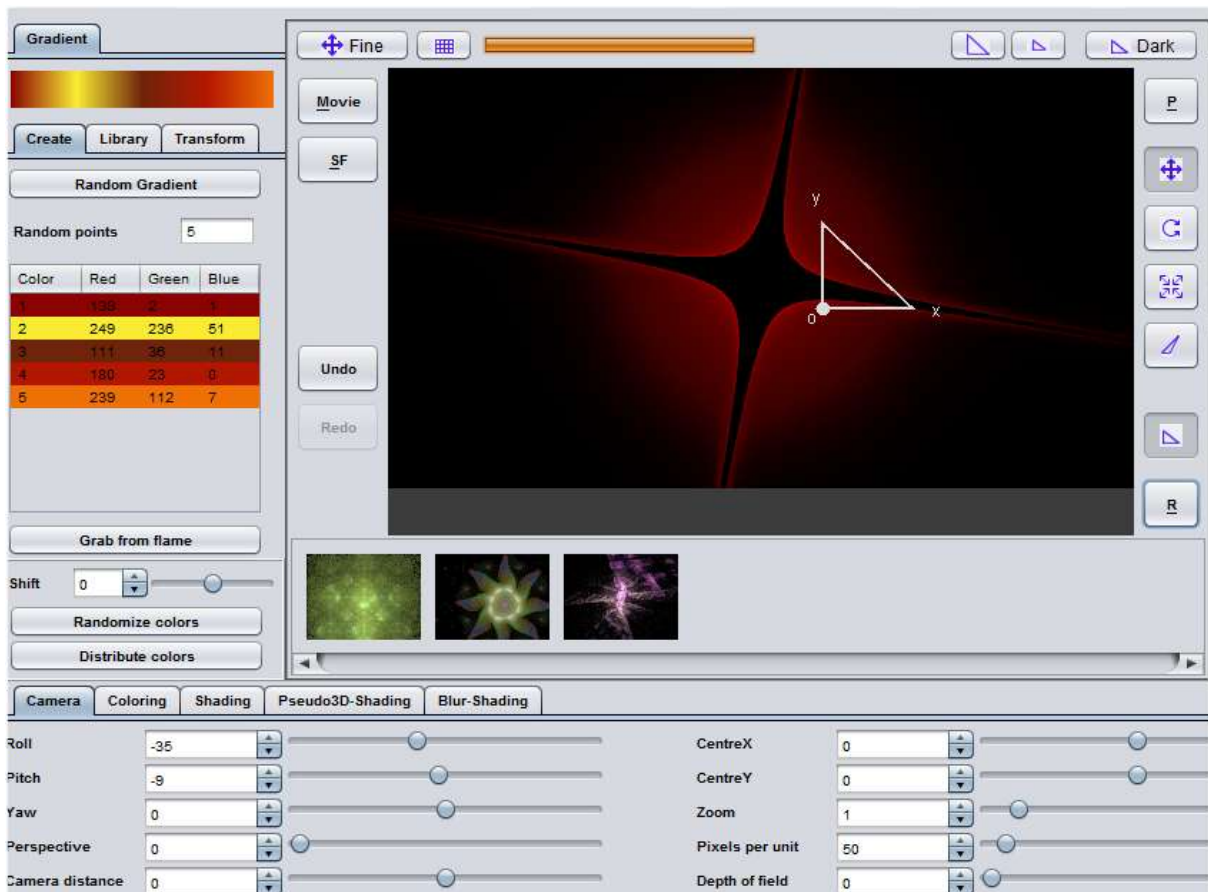 Gradient
Fine
Dark
Movie
P
Create Library Transform
SF
Random Gradient
y
Random points 5
Color Red Green Blue
1 139 2 1
2 249 236 51
o x
3 111 36 11
4 180 23 0
Undo
5 239 112 7
Redo
R
Grab from flame
Shift 0
Randomize colors
Distribute colors
Camera Coloring Shading Pseudo3D-Shading Blur-Shading
Roll -35 CentreX 0
Pitch -9 CentreY 0
Yaw 0 Zoom 1
Perspective 0 Pixels per unit 50
Camera distance 0 Depth of field 0